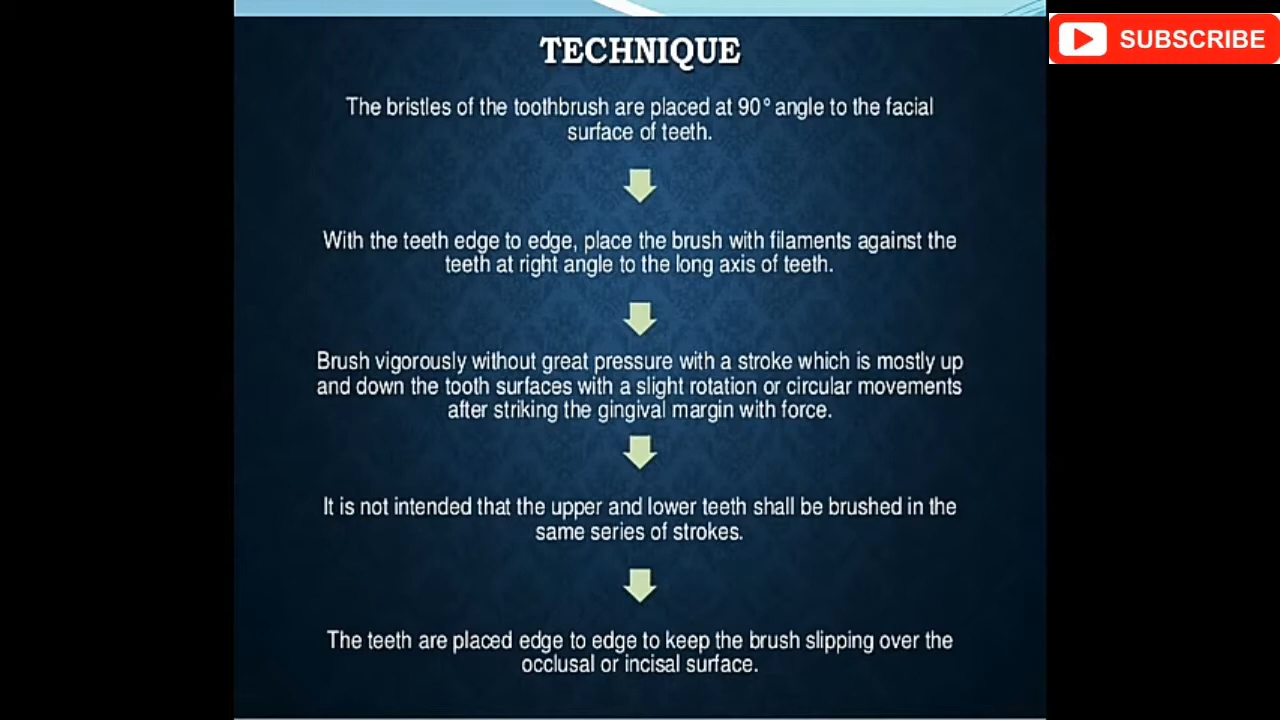 SUBSCRIBE
TECHNIQUE
The bristles of the toothbrush are placed at 90° angle to the facial
surface of teeth.
With the teeth edge to edge, place the brush with filaments against the
teeth at right angle to the long axis of teeth.
Brush vigorously without great pressure with a stroke which is mostly up
and down the tooth surfaces with a slight rotation or circular movements
after striking the gingival margin with force.
It is not intended that the upper and lower teeth shall be brushed in the
same series of strokes.
The teeth are placed edge to edge to keep the brush slipping over the
occlusal or incisal surface.